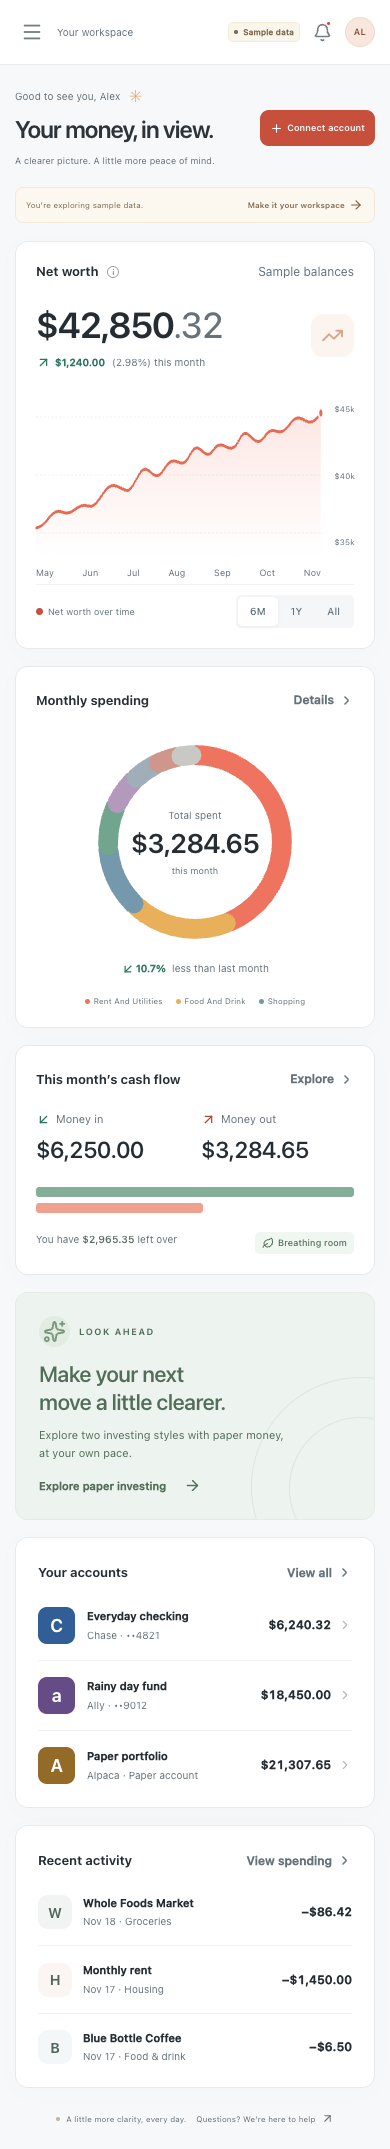 Your workspace
Sample data
AL
Good to see you, Alex
Your money, in view.
Connect account
A clearer picture. A little more peace of mind.
You're exploring sample data.
Make it your workspace
Net worth
Sample balances
$42,850.32
$1,240.00 (2.98%) this month
$45k
$40k
$35k
May Jun Jul Aug Sep Oct Nov
Net worth over time
6M 1Y All
Monthly spending
Details
Total spent
$3,284.65
this month
10.7% less than last month
Rent And Utilities Food And Drink Shopping
This month’s cash flow
Explore
Money in Money out
$6,250.00 $3,284.65
You have $2,965.35 left over
Breathing room
LOOK AHEAD
Make your next
move a little clearer.
Explore two investing styles with paper money,
at your own pace.
Explore paper investing
Your accounts
View all
C
Everyday checking
Chase · ••4821
$6,240.32
a
Rainy day fund
Ally · ••9012
$18,450.00
A
Paper portfolio
Alpaca · Paper account
$21,307.65
Recent activity
View spending
W
Whole Foods Market
Nov 18 · Groceries
−$86.42
H
Monthly rent
Nov 17 · Housing
−$1,450.00
B
Blue Bottle Coffee
Nov 17 · Food & drink
−$6.50
A little more clarity, every day. Questions? We're here to help